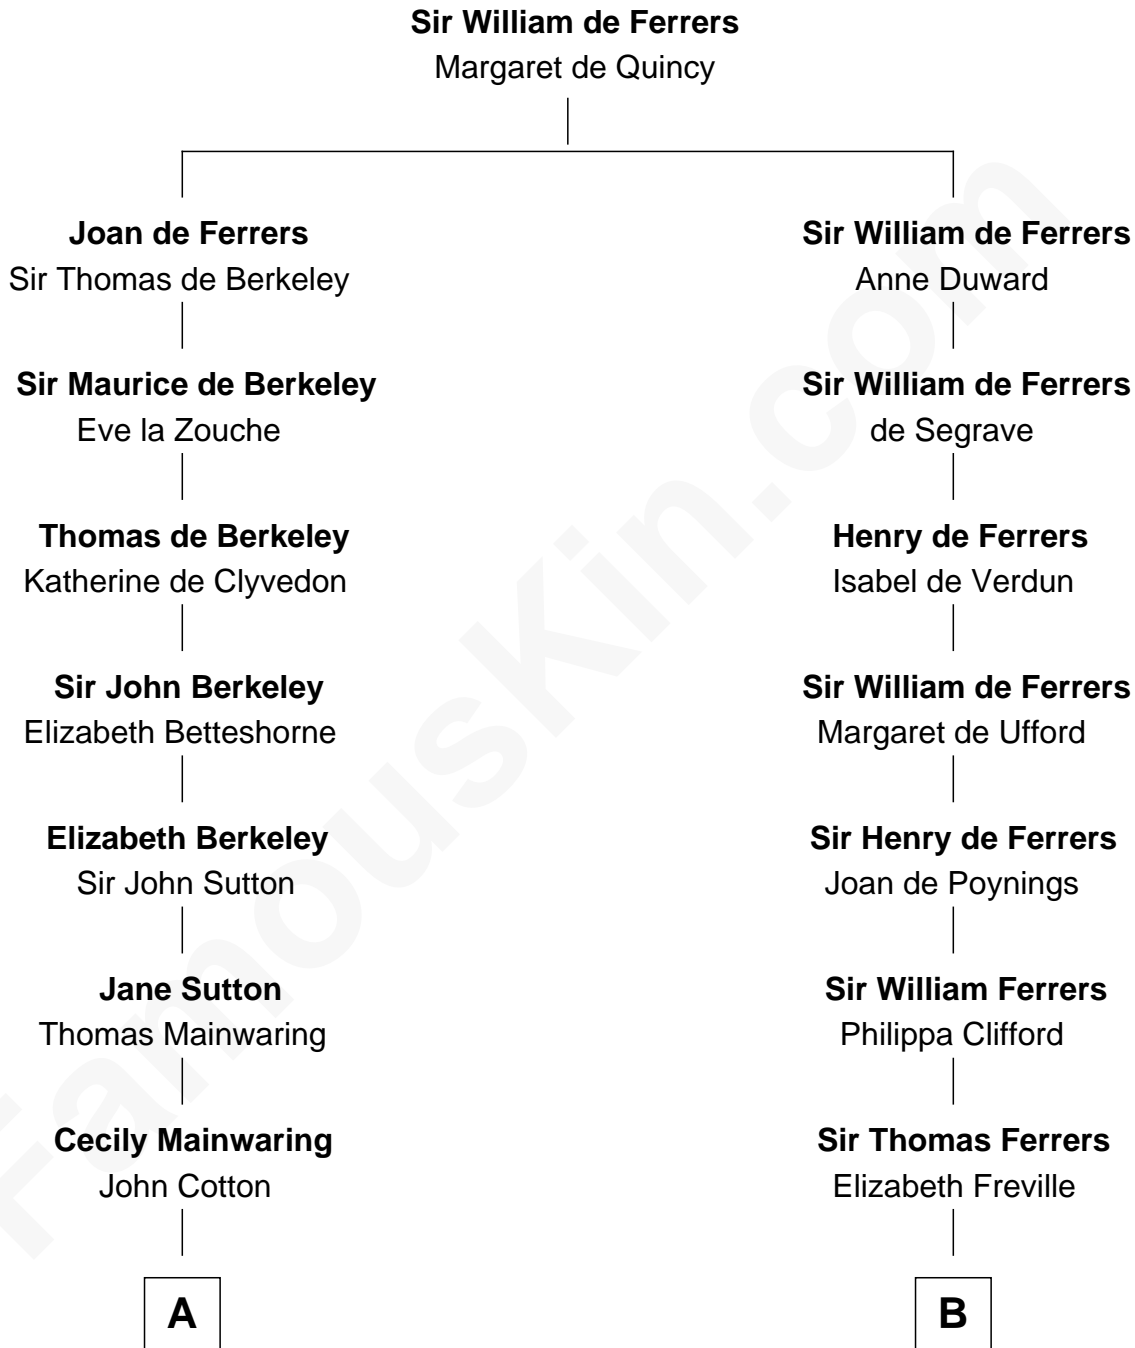 Sir William de Ferrers
Margaret de Quincy
Joan de Ferrers
Sir Thomas de Berkeley
Sir William de Ferrers
Anne Duward
Sir Maurice de Berkeley
Eve la Zouche
Sir William de Ferrers
de Segrave
Thomas de Berkeley
Katherine de Clyvedon
Henry de Ferrers
Isabel de Verdun
Sir John Berkeley
Elizabeth Betteshorne
Sir William de Ferrers
Margaret de Ufford
Elizabeth Berkeley
Sir John Sutton
Sir Henry de Ferrers
Joan de Poynings
Jane Sutton
Thomas Mainwaring
Sir William Ferrers
Philippa Clifford
Cecily Mainwaring
John Cotton
Sir Thomas Ferrers
Elizabeth Freville
A
B
FamousKin.com